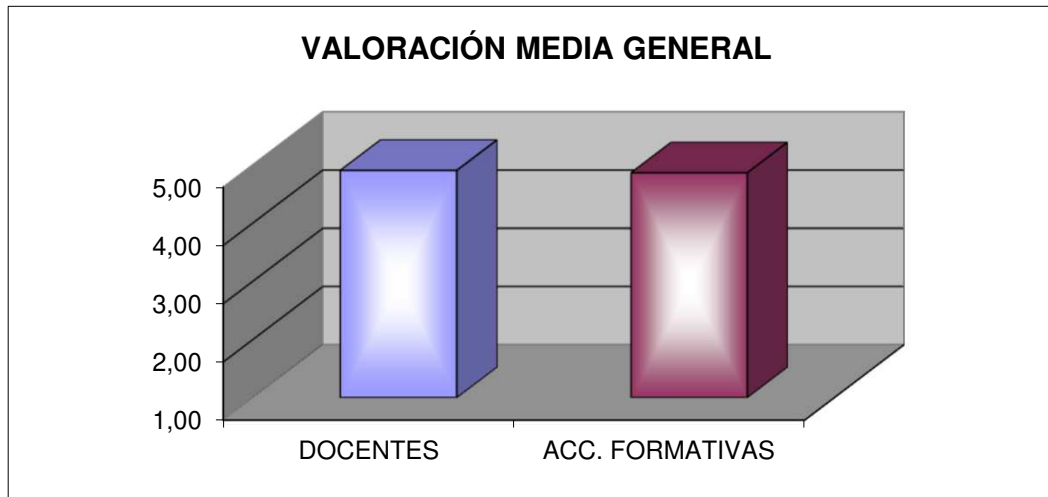 VALORACIÓN MEDIA GENERAL
5,00
4,00
3,00
2,00
1,00
DOCENTES ACC. FORMATIVAS